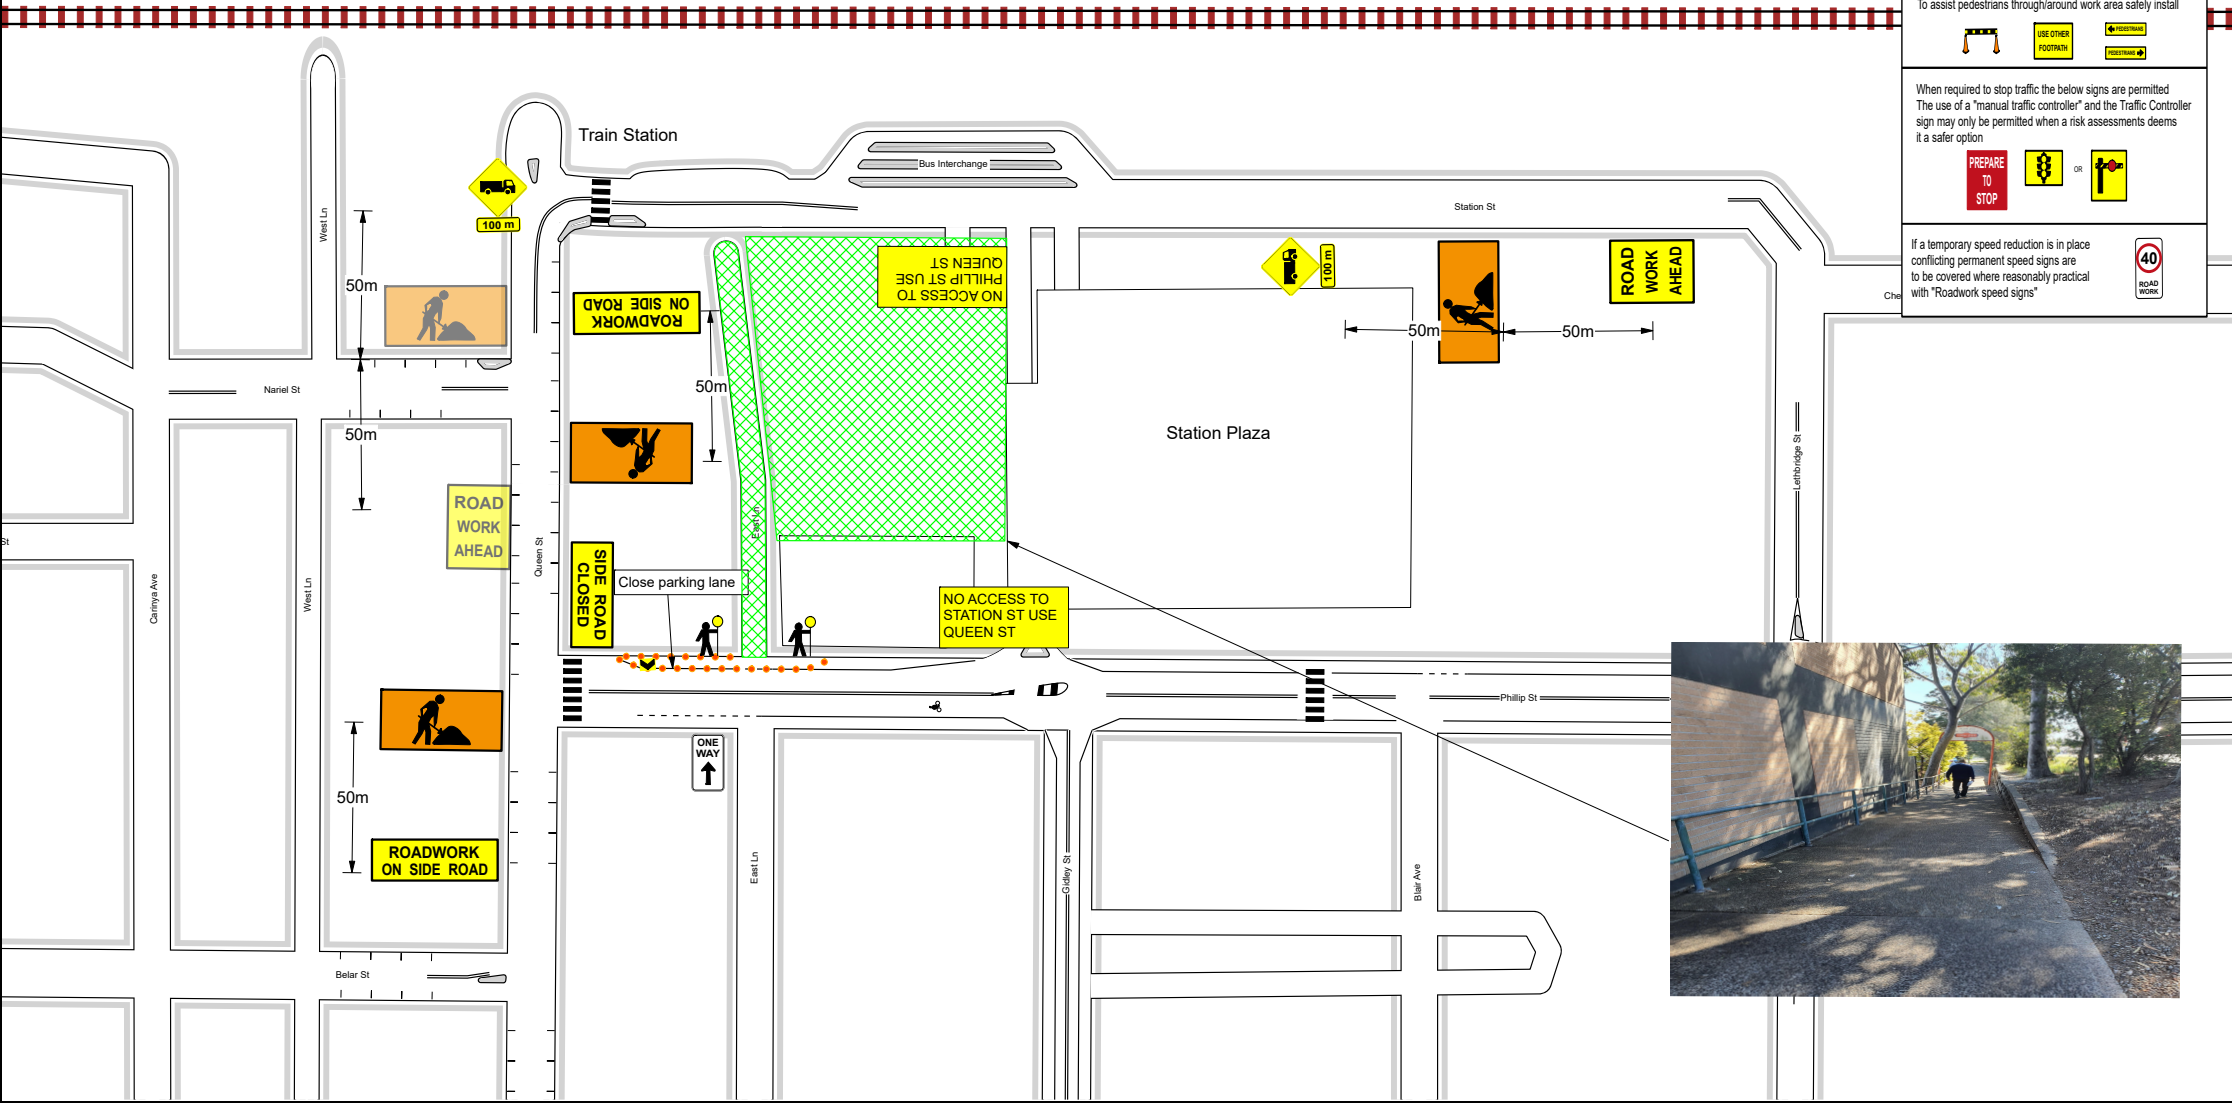 To assist pedestrians through/around work area safely install
USE OTHER
FOOTPATH
PEDESTRIANS
PEDESTRIANS
When required to stop traffic the below signs are permitted
The use of a "manual traffic controller" and the Traffic Controller
sign may only be permitted when a risk assessments deems
it a safer option
PREPARE
TO
STOP
OR
If a temporary speed reduction is in place
conflicting permanent speed signs are
to be covered where reasonably practical
with "Roadwork speed signs"
40
ROAD
WORK
Train Station
Bus Interchange
Station St
West Ln
100 m
50m
NO ACCESS TO
PHILLIP ST USE
QUEEN ST
100 m
ROAD
WORK
AHEAD
Che
ROADWORK
ON SIDE ROAD
50m
50m
50m
Nariel St
50m
Station Plaza
Lethbridge St
ROAD
WORK
AHEAD
East Ln
St
Queen St
SIDE ROAD
CLOSED
Close parking lane
Carinya Ave
West Ln
NO ACCESS TO
STATION ST USE
QUEEN ST
Phillip St
ONE
WAY
50m
ROADWORK
ON SIDE ROAD
East Ln
Gidley St
Blair Ave
Belar St